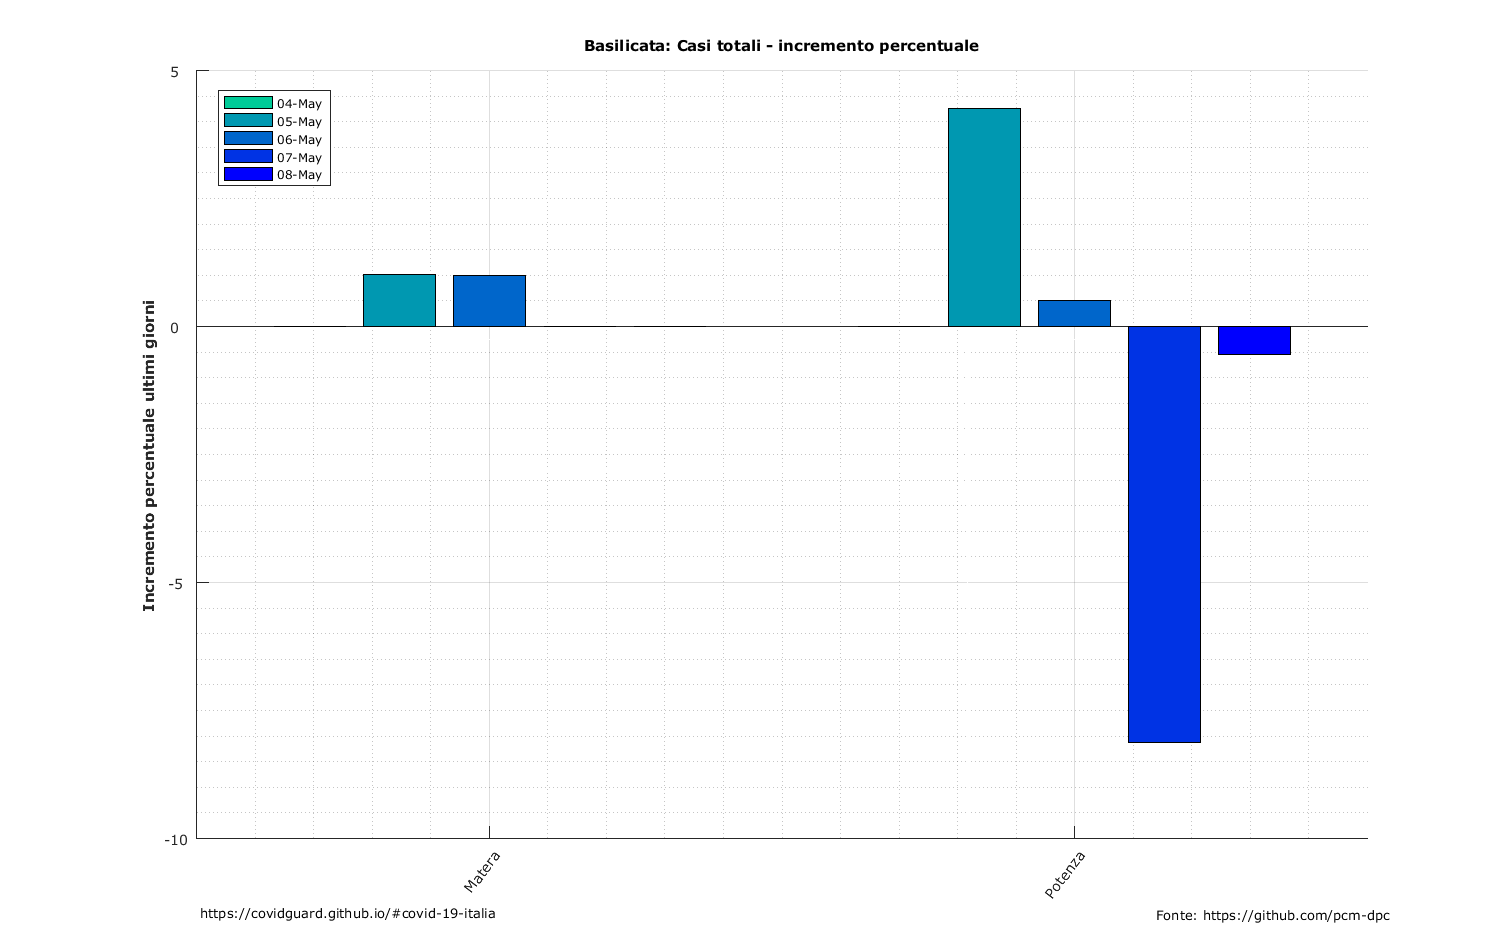 Basilicata: Casi totali - incremento percentuale
5
04-May
05-May
06-May
07-May
08-May
0
Incremento percentuale ultimi giorni
-5
-10
Matera
Potenza
https://covidguard.github.io/#covid-19-italia
Fonte: https://github.com/pcm-dpc